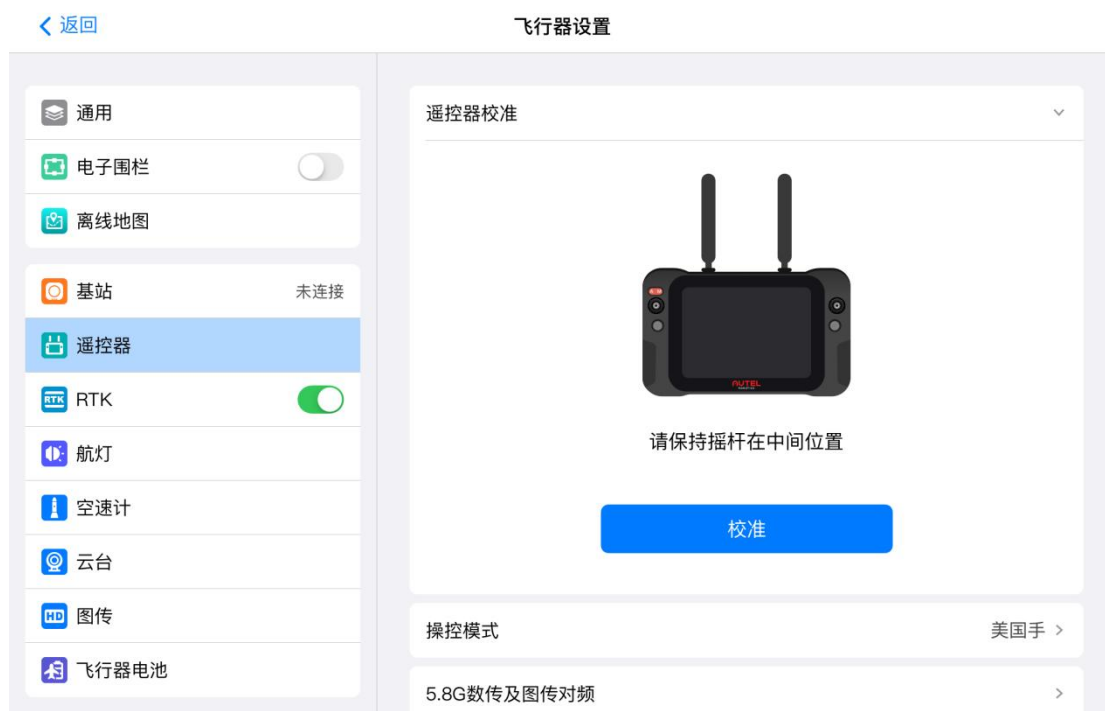 返回
飞行器设置
通用
电子围栏
离线地图
基站 未连接
遥控器
RTK RTK
航灯
空速计
云台
HD 图传
飞行器电池
遥控器校准
AUTEL
请保持摇杆在中间位置
校准
操控模式 美国手
5.8G数传及图传对频